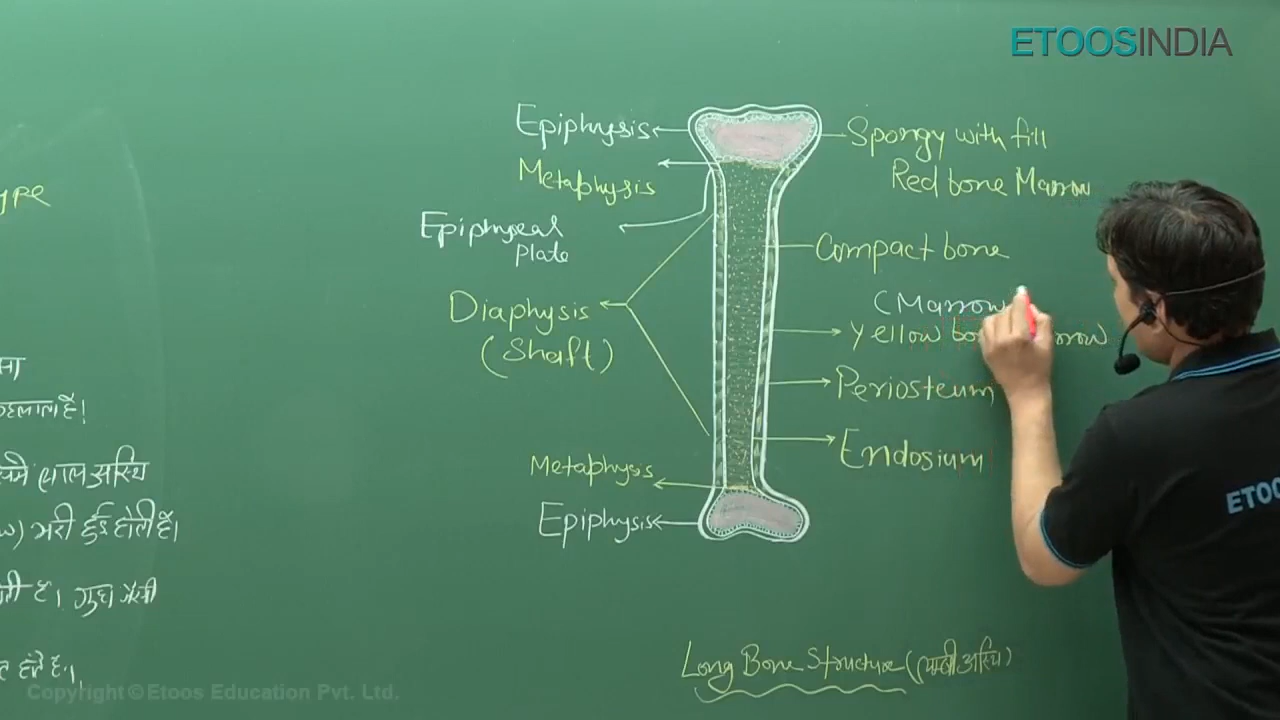 ETOOSINDIA
Epiphysis
Metaphysis
Epiphyseal
plate
Diaphysis
(Shaft)
Metaphysis
Epiphysis
Spongy with fill
Red bone Marrow
Compact bone
(Marrow
Yellow
Periosteum
Endosium
Long Bone Structure (लम्बी अस्थि)
लाल अस्थि
भरी हुई होती है।
है।
ETOO
Copyright © Etoos Education Pvt. Ltd.